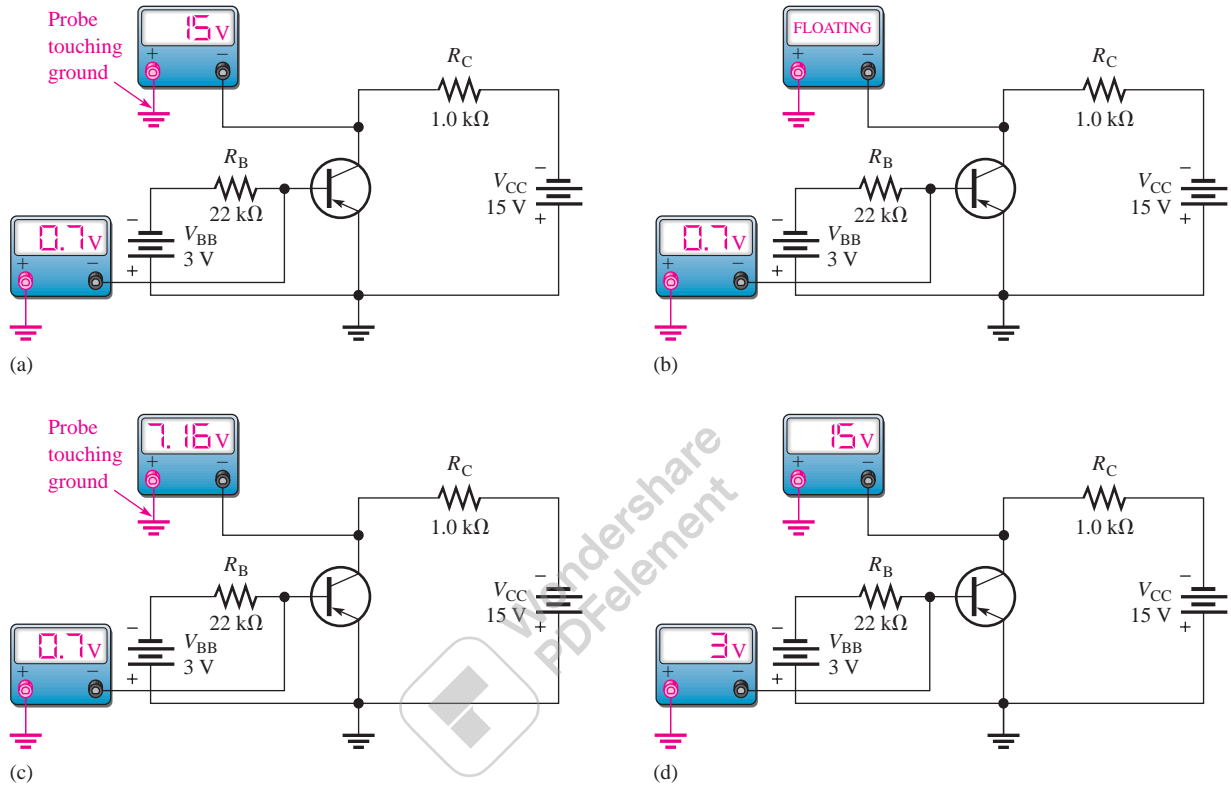 Probe
touching
ground
15 V
+ −
R_C
1.0 kΩ
R_B
22 kΩ
−
V_CC
15 V
+
−
V_BB
3 V
+
0.7 V
+ −
(a)
FLOATING
+ −
R_C
1.0 kΩ
R_B
22 kΩ
−
V_CC
15 V
+
−
V_BB
3 V
+
0.7 V
+ −
(b)
Probe
touching
ground
7.16 V
+ −
R_C
1.0 kΩ
R_B
22 kΩ
−
V_CC
15 V
+
−
V_BB
3 V
+
0.7 V
+ −
(c)
15 V
+ −
R_C
1.0 kΩ
R_B
22 kΩ
−
V_CC
15 V
+
−
V_BB
3 V
+
3 V
+ −
(d)
Wondershare
PDFelement